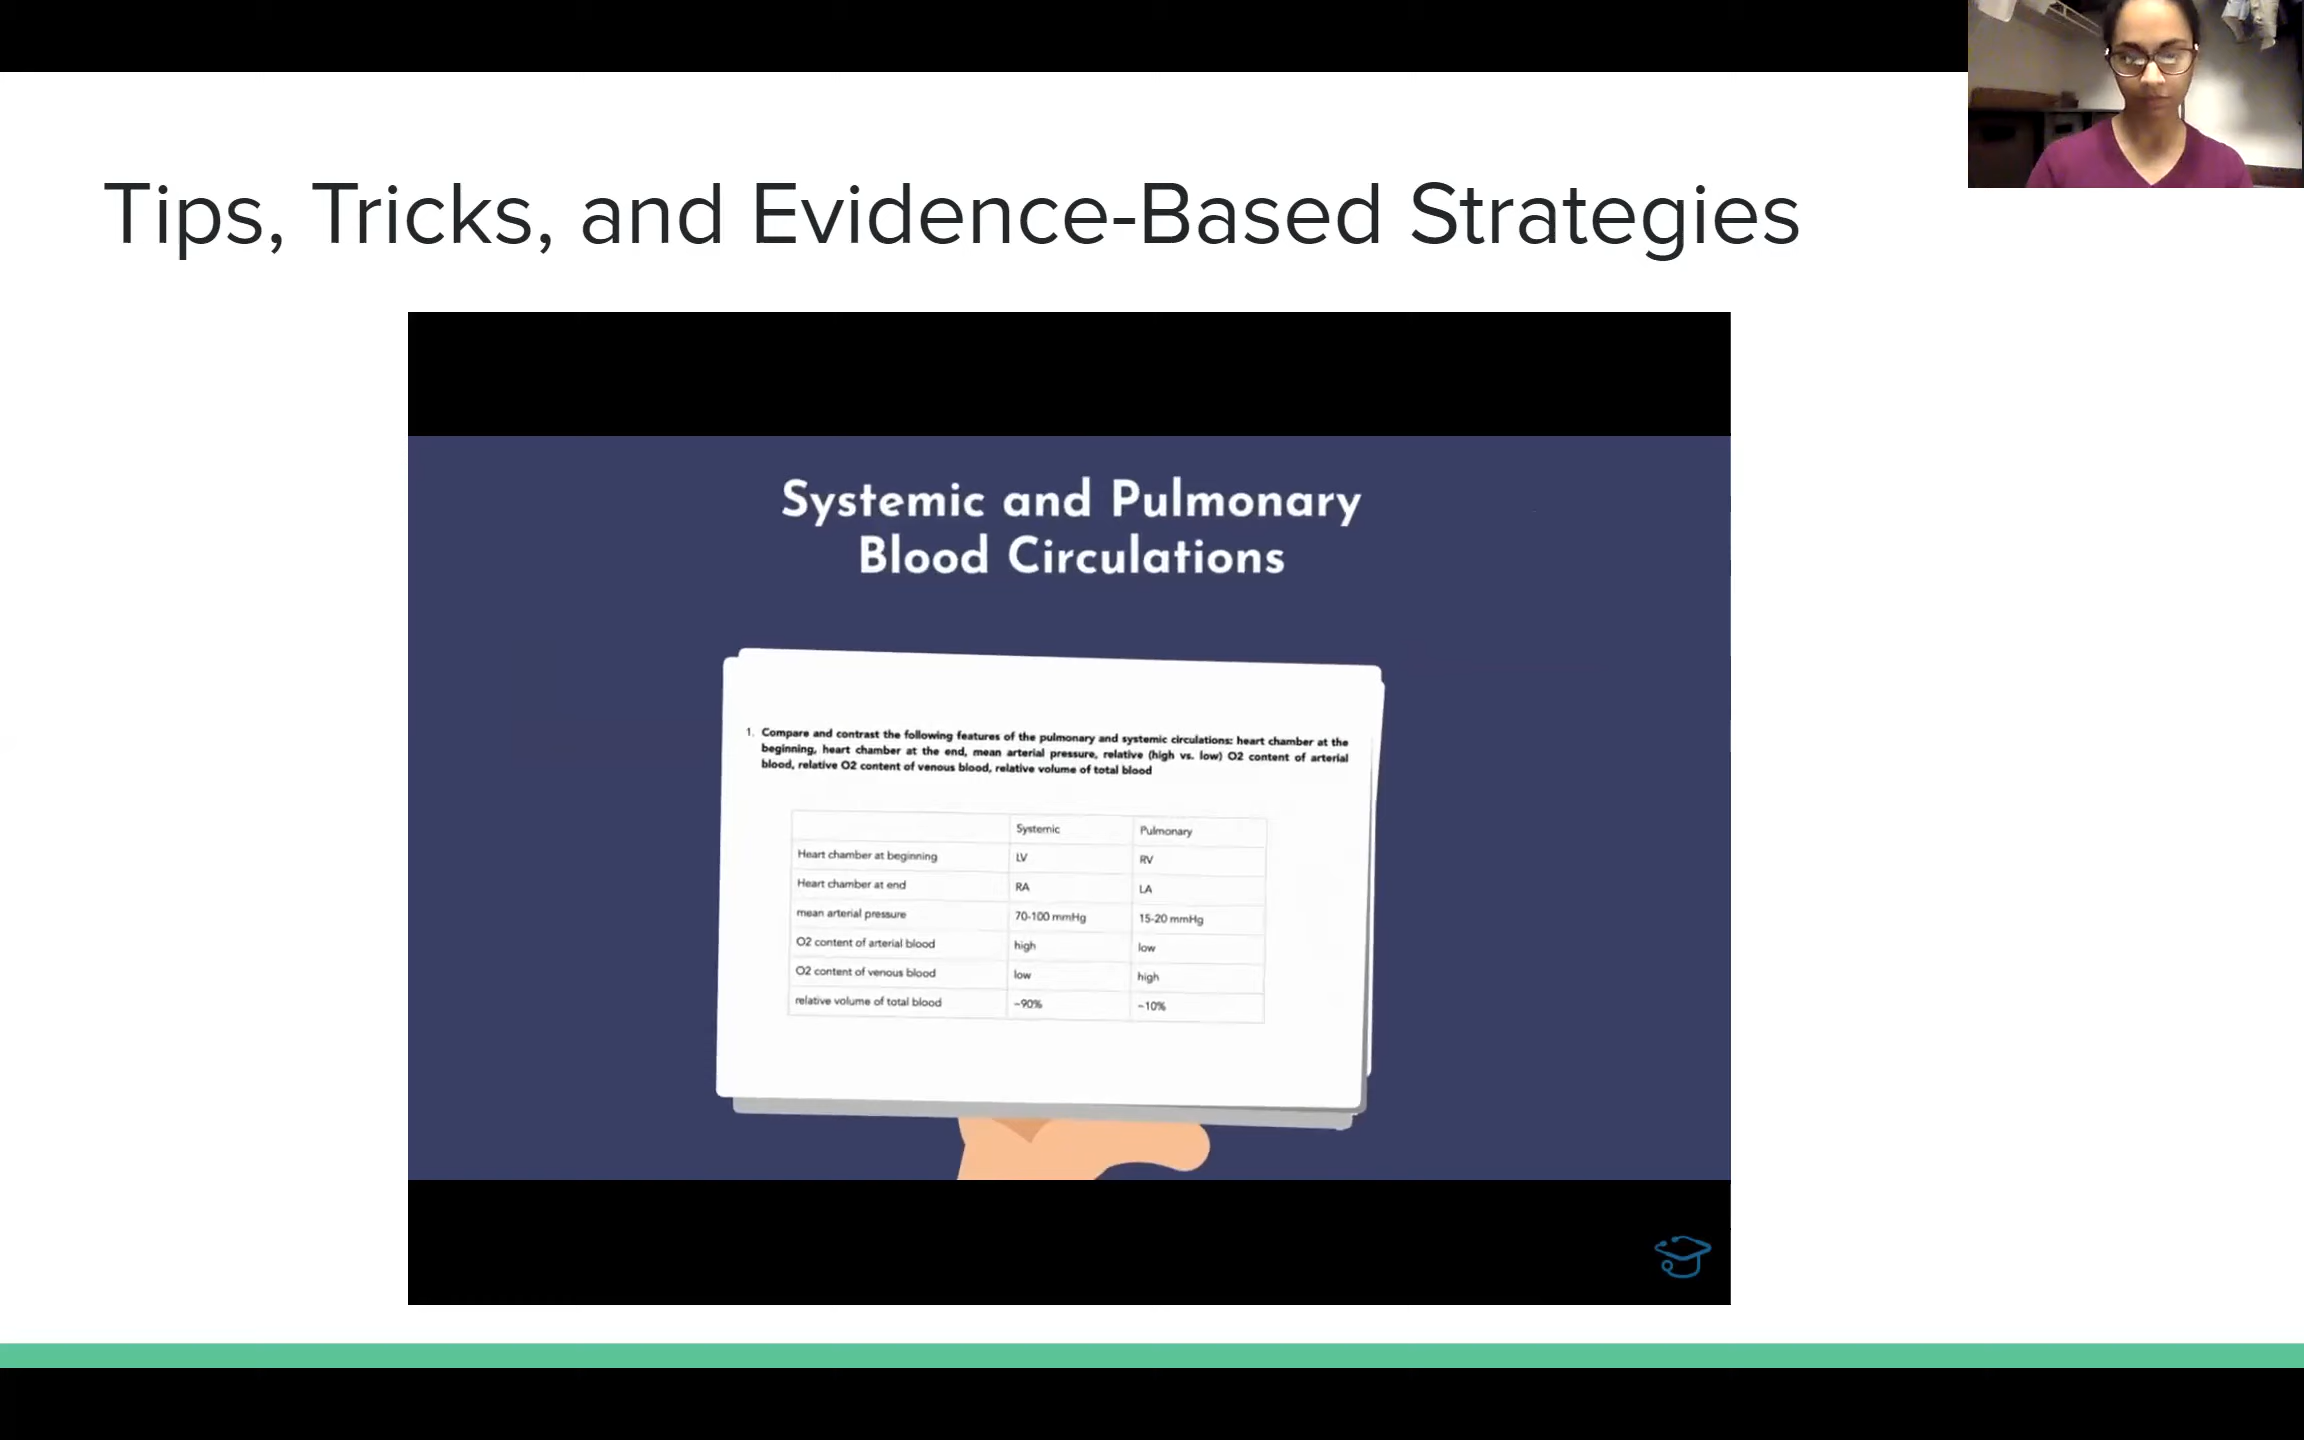 Tips, Tricks, and Evidence-Based Strategies
Systemic and Pulmonary
Blood Circulations
1. Compare and contrast the following features of the pulmonary and systemic circulations: heart chamber at the
beginning, heart chamber at the end, mean arterial pressure, relative (high vs. low) O2 content of arterial
blood, relative O2 content of venous blood, relative volume of total blood
Systemic Pulmonary
Heart chamber at beginning LV RV
Heart chamber at end RA LA
mean arterial pressure 70-100 mmHg 15-20 mmHg
O2 content of arterial blood high low
O2 content of venous blood low high
relative volume of total blood ~90% ~10%